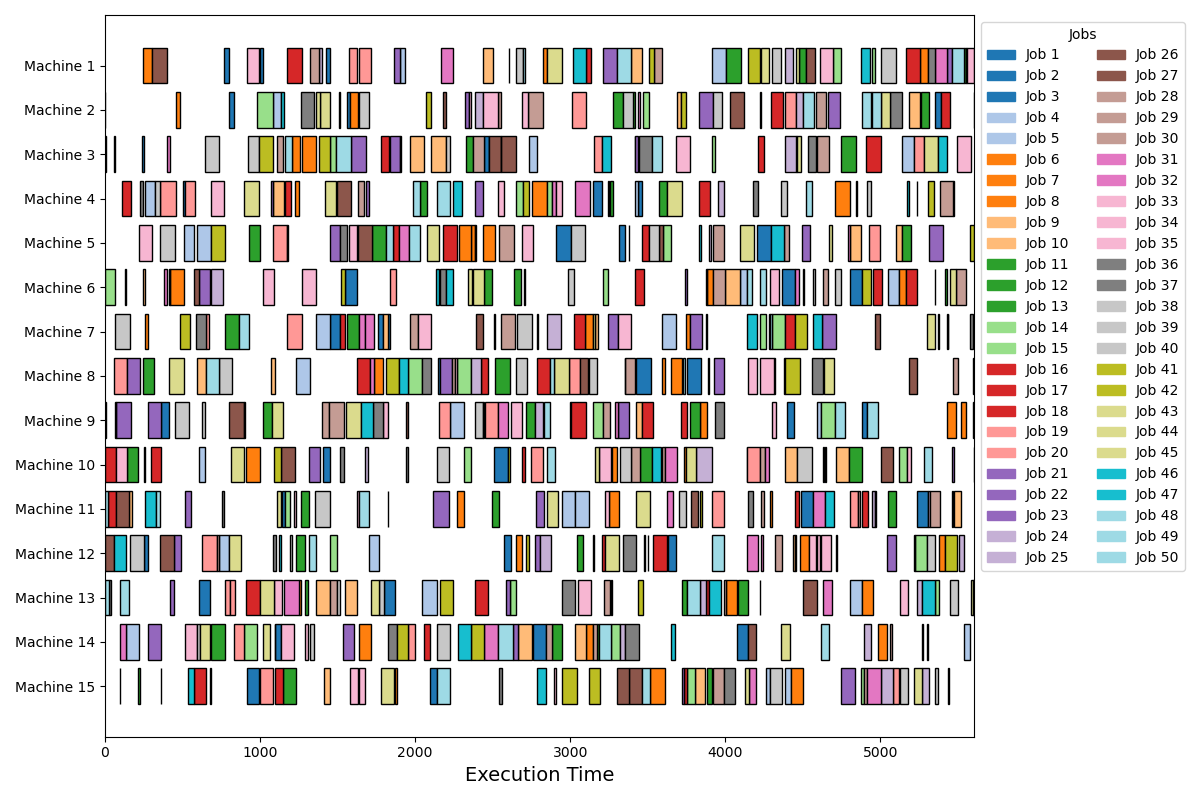 Machine 1
Machine 2
Machine 3
Machine 4
Machine 5
Machine 6
Machine 7
Machine 8
Machine 9
Machine 10
Machine 11
Machine 12
Machine 13
Machine 14
Machine 15
0 1000 2000 3000 4000 5000
Execution Time
Jobs
Job 1
Job 2
Job 3
Job 4
Job 5
Job 6
Job 7
Job 8
Job 9
Job 10
Job 11
Job 12
Job 13
Job 14
Job 15
Job 16
Job 17
Job 18
Job 19
Job 20
Job 21
Job 22
Job 23
Job 24
Job 25
Job 26
Job 27
Job 28
Job 29
Job 30
Job 31
Job 32
Job 33
Job 34
Job 35
Job 36
Job 37
Job 38
Job 39
Job 40
Job 41
Job 42
Job 43
Job 44
Job 45
Job 46
Job 47
Job 48
Job 49
Job 50